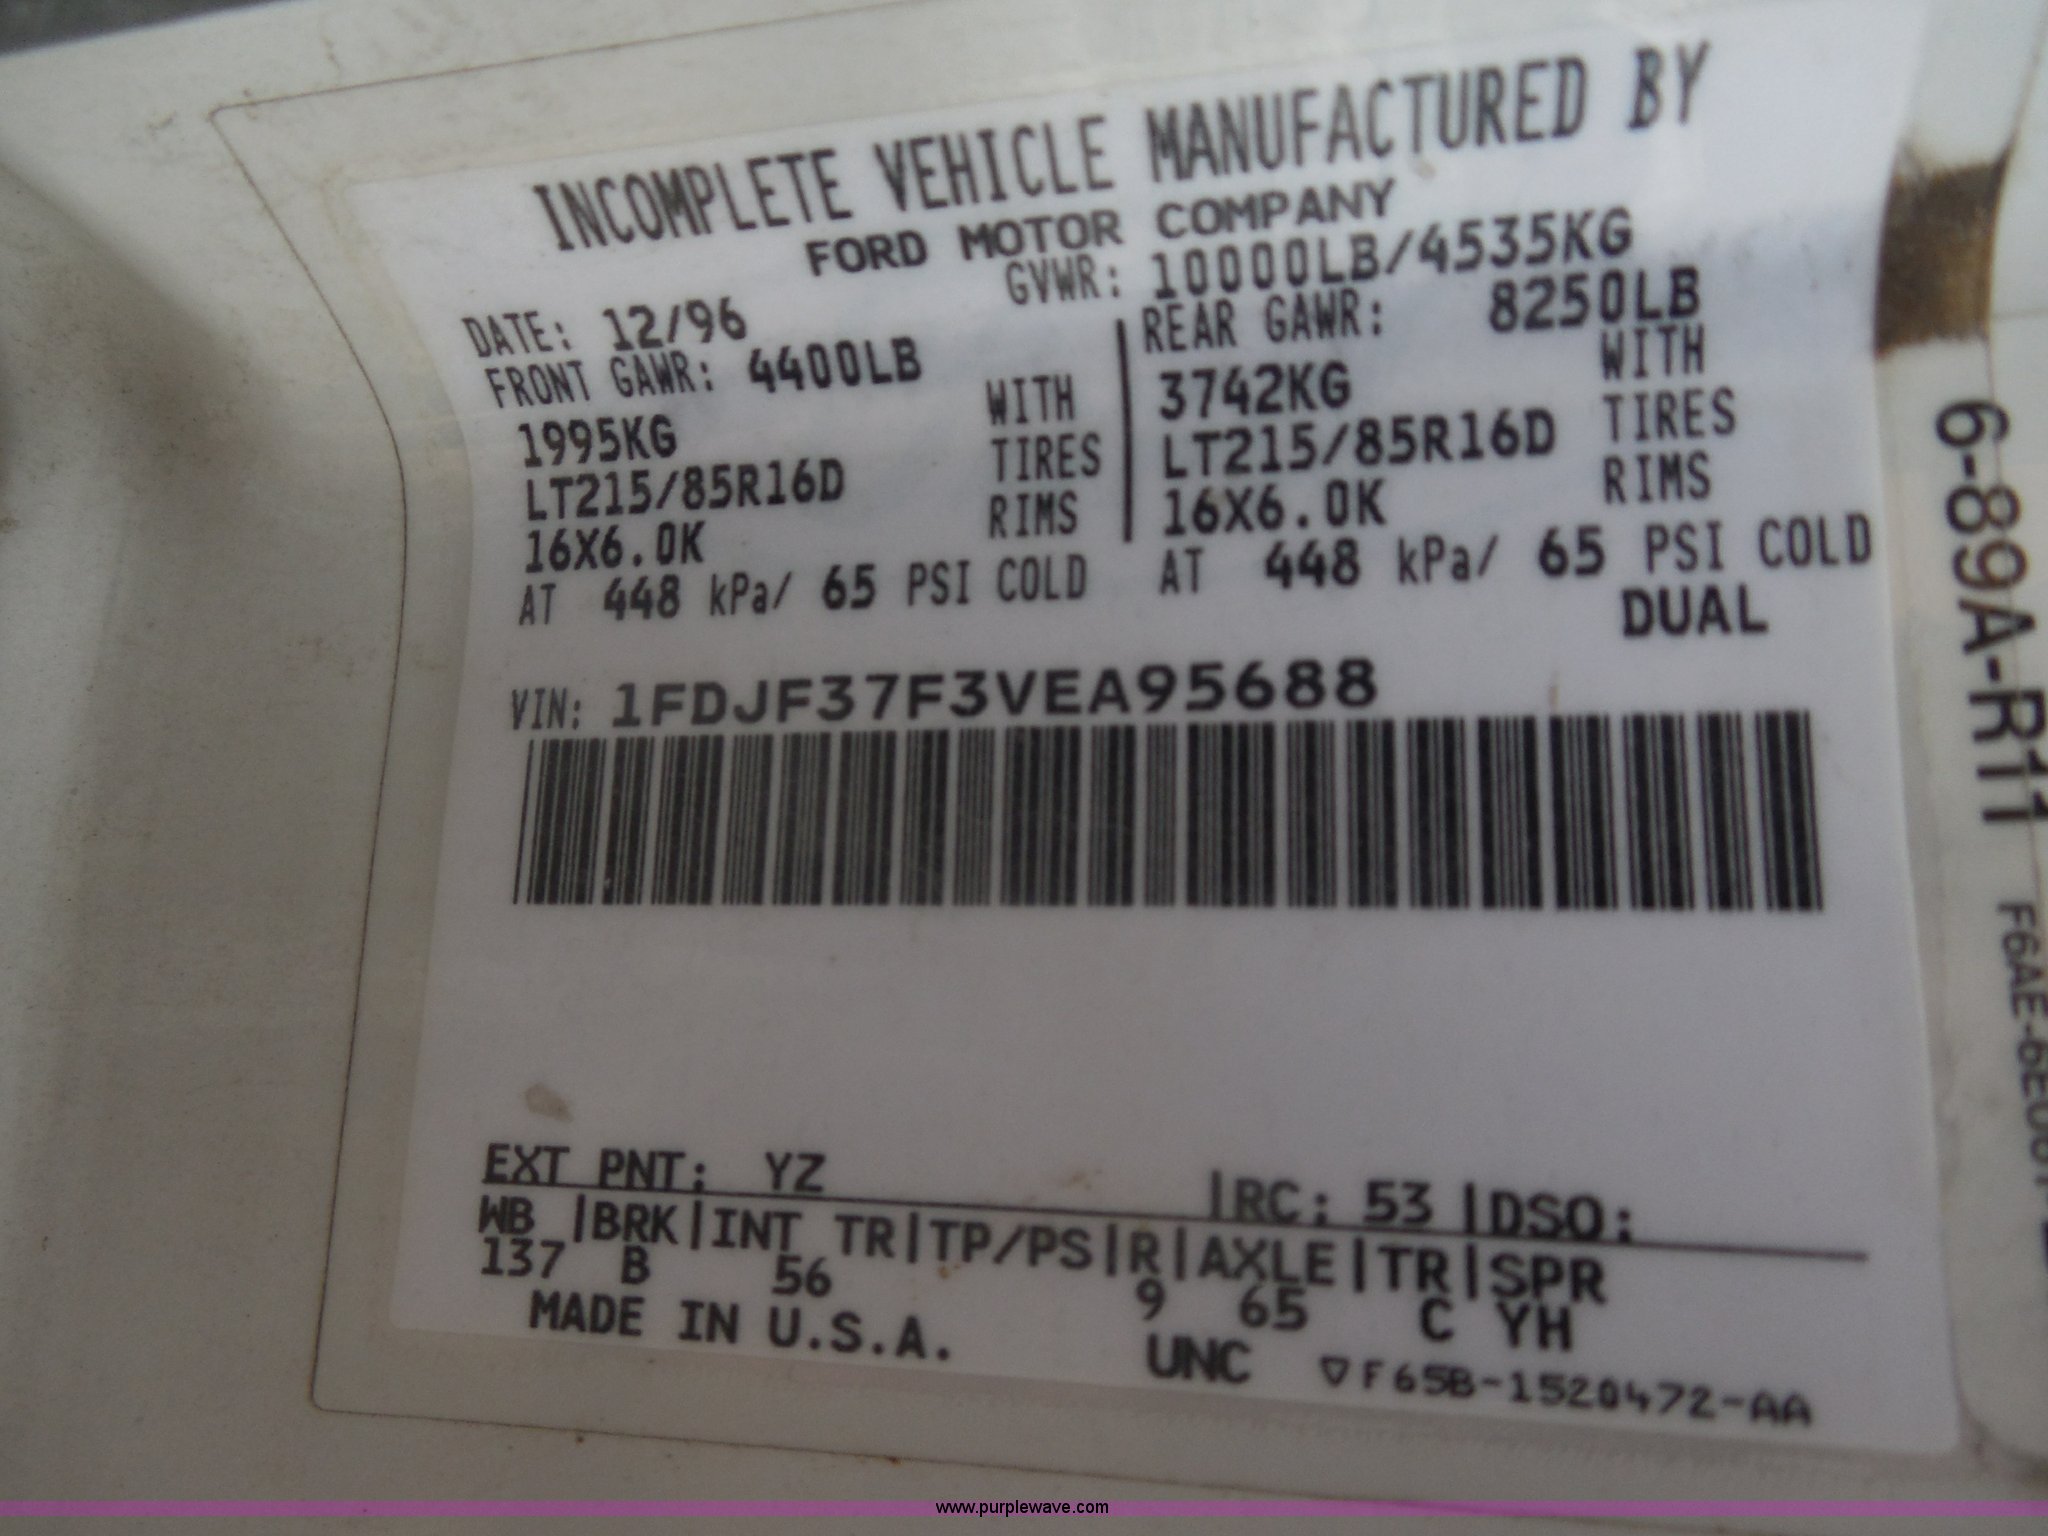 INCOMPLETE VEHICLE MANUFACTURED BY
FORD MOTOR COMPANY
GVWR: 10000LB/4535KG
DATE: 12/96
FRONT GAWR: 4400LB
1995KG WITH
LT215/85R16D TIRES
16X6.0K RIMS
AT 448 kPa/ 65 PSI COLD
REAR GAWR: 8250LB
3742KG WITH
LT215/85R16D TIRES
16X6.0K RIMS
AT 448 kPa/ 65 PSI COLD
DUAL
VIN: 1FDJF37F3VEA95688
EXT PNT: YZ |RC: 53 |DSO:
WB |BRK|INT TR|TP/PS|R|AXLE|TR|SPR
137 B 56 9 65 C YH
MADE IN U.S.A. UNC ▽F65B-1520472-AA
6-89A-R11
www.purplewave.com